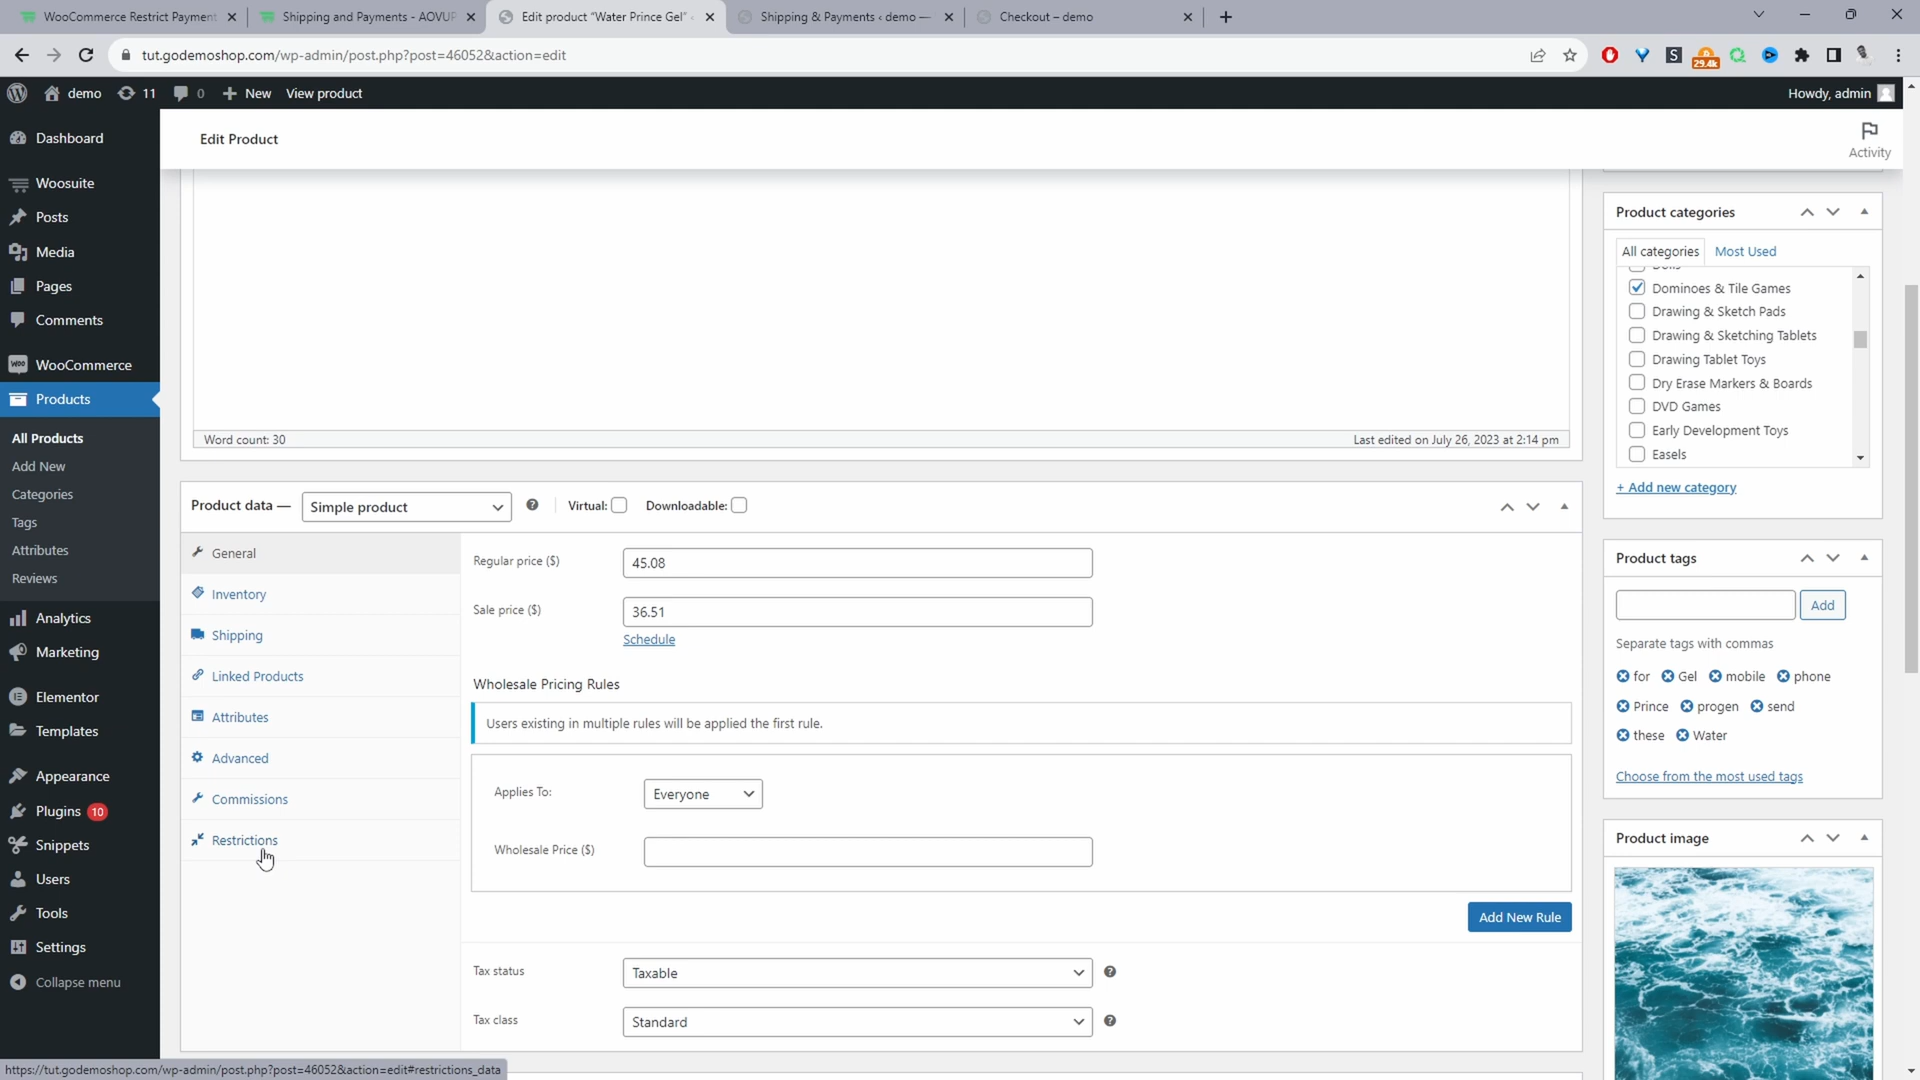 WooCommerce Restrict Payment
Shipping and Payments - AOVUP
Edit product "Water Prince Gel" ‹
Shipping & Payments ‹ demo —
Checkout – demo
tut.godemoshop.com/wp-admin/post.php?post=46052&action=edit
29.4k
demo
11
0
New
View product
Howdy, admin
Edit Product
Activity
Dashboard
Woosuite
Posts
Media
Pages
Comments
WooCommerce
Products
All Products
Add New
Categories
Tags
Attributes
Reviews
Analytics
Marketing
Elementor
Templates
Appearance
Plugins 10
Snippets
Users
Tools
Settings
Collapse menu
Word count: 30
Last edited on July 26, 2023 at 2:14 pm
Product data —
Simple product
Virtual:
Downloadable:
General
Inventory
Shipping
Linked Products
Attributes
Advanced
Commissions
Restrictions
Regular price ($)
45.08
Sale price ($)
36.51
Schedule
Wholesale Pricing Rules
Users existing in multiple rules will be applied the first rule.
Applies To:
Everyone
Wholesale Price ($)
Add New Rule
Tax status
Taxable
Tax class
Standard
Product categories
All categories
Most Used
Dolls
Dominoes & Tile Games
Drawing & Sketch Pads
Drawing & Sketching Tablets
Drawing Tablet Toys
Dry Erase Markers & Boards
DVD Games
Early Development Toys
Easels
+ Add new category
Product tags
Add
Separate tags with commas
for Gel mobile phone
Prince progen send
these Water
Choose from the most used tags
Product image
https://tut.godemoshop.com/wp-admin/post.php?post=46052&action=edit#restrictions_data